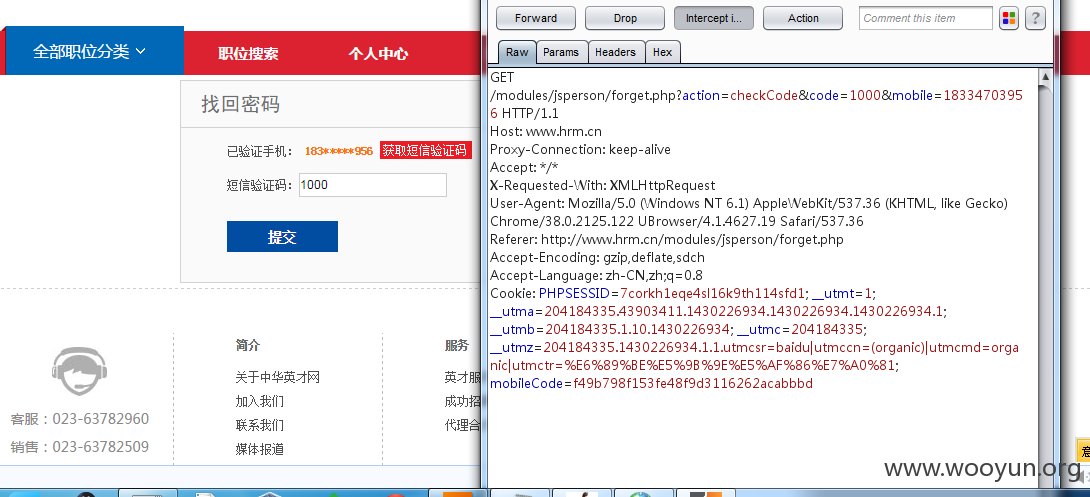 全部职位分类
职位搜索
个人中心
找回密码
已验证手机： 183*****956 获取短信验证码
短信验证码： 1000
提交
简介
关于中华英才网
加入我们
联系我们
媒体报道
服务
英才服
成功招
代理合
客服：023-63782960
销售：023-63782509
Forward
Drop
Intercept i...
Action
Comment this item
?
Raw
Params
Headers
Hex
GET
/modules/jsperson/forget.php?action=checkCode&code=1000&mobile=1833470395
6 HTTP/1.1
Host: www.hrm.cn
Proxy-Connection: keep-alive
Accept: */*
X-Requested-With: XMLHttpRequest
User-Agent: Mozilla/5.0 (Windows NT 6.1) AppleWebKit/537.36 (KHTML, like Gecko)
Chrome/38.0.2125.122 UBrowser/4.1.4627.19 Safari/537.36
Referer: http://www.hrm.cn/modules/jsperson/forget.php
Accept-Encoding: gzip,deflate,sdch
Accept-Language: zh-CN,zh;q=0.8
Cookie: PHPSESSID=7corkh1eqe4sl16k9th114sfd1; __utmt=1;
__utma=204184335.43903411.1430226934.1430226934.1430226934.1;
__utmb=204184335.1.10.1430226934; __utmc=204184335;
__utmz=204184335.1430226934.1.1.utmcsr=baidu|utmccn=(organic)|utmcmd=orga
nic|utmctr=%E6%89%BE%E5%9B%9E%E5%AF%86%E7%A0%81;
mobileCode=f49b798f153fe48f9d3116262acabbbd
意
www.wooyun.org